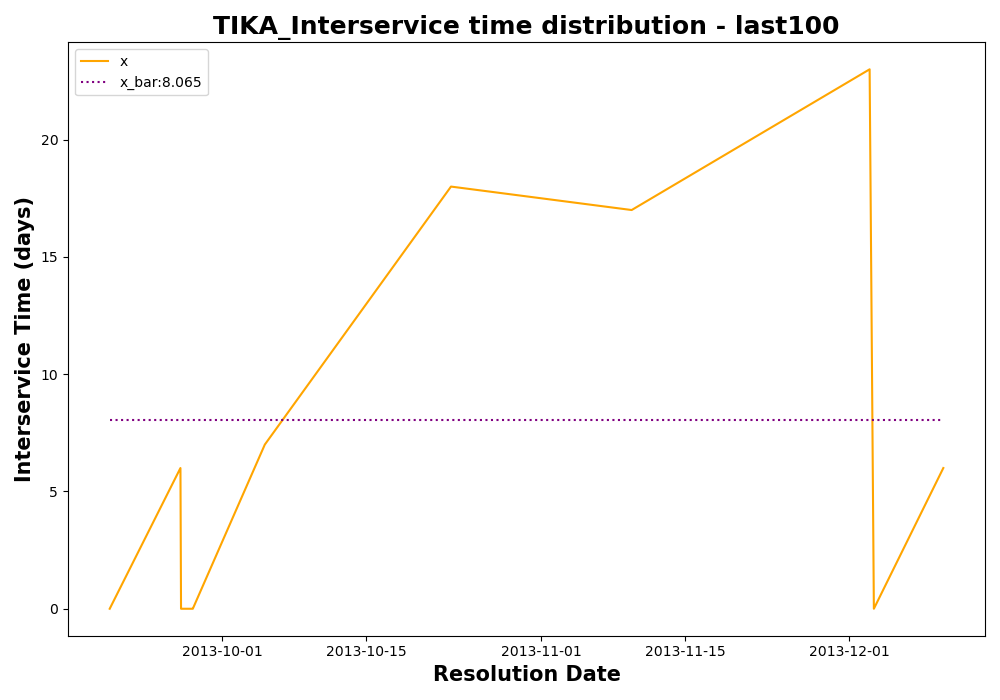 TIKA_Interservice time distribution - last100
x
x_bar:8.065
Interservice Time (days)
20
15
10
5
0
2013-10-01
2013-10-15
2013-11-01
2013-11-15
2013-12-01
Resolution Date